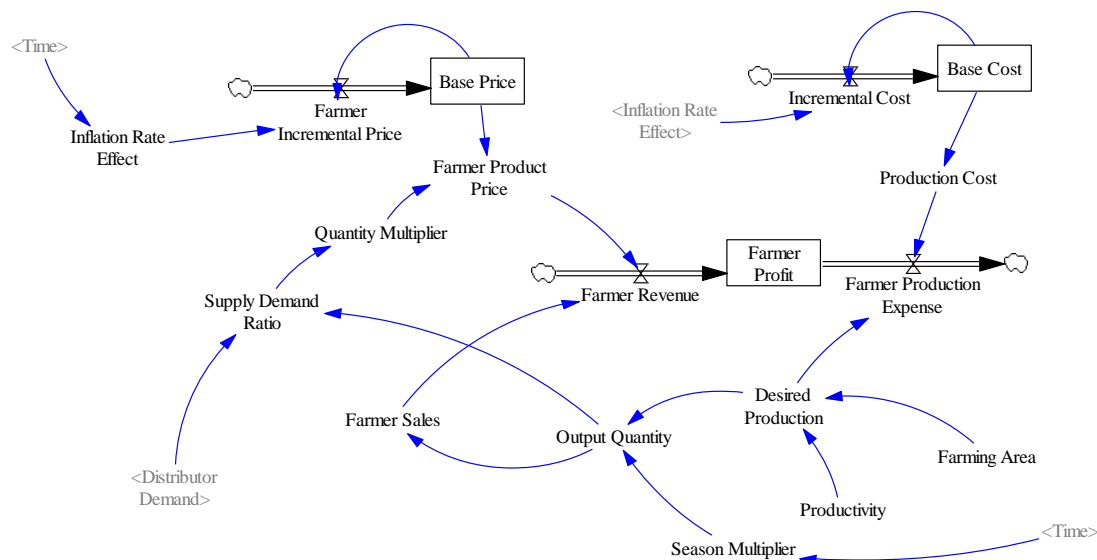 <Time>
Base Price
Base Cost
Farmer
Incremental Price
Incremental Cost
<Inflation Rate
Effect>
Inflation Rate
Effect
Farmer Product
Price
Production Cost
Quantity Multiplier
Farmer
Profit
Farmer Revenue
Farmer Production
Expense
Supply Demand
Ratio
Desired
Production
Farmer Sales
Output Quantity
Farming Area
<Distributor
Demand>
Productivity
<Time>
Season Multiplier